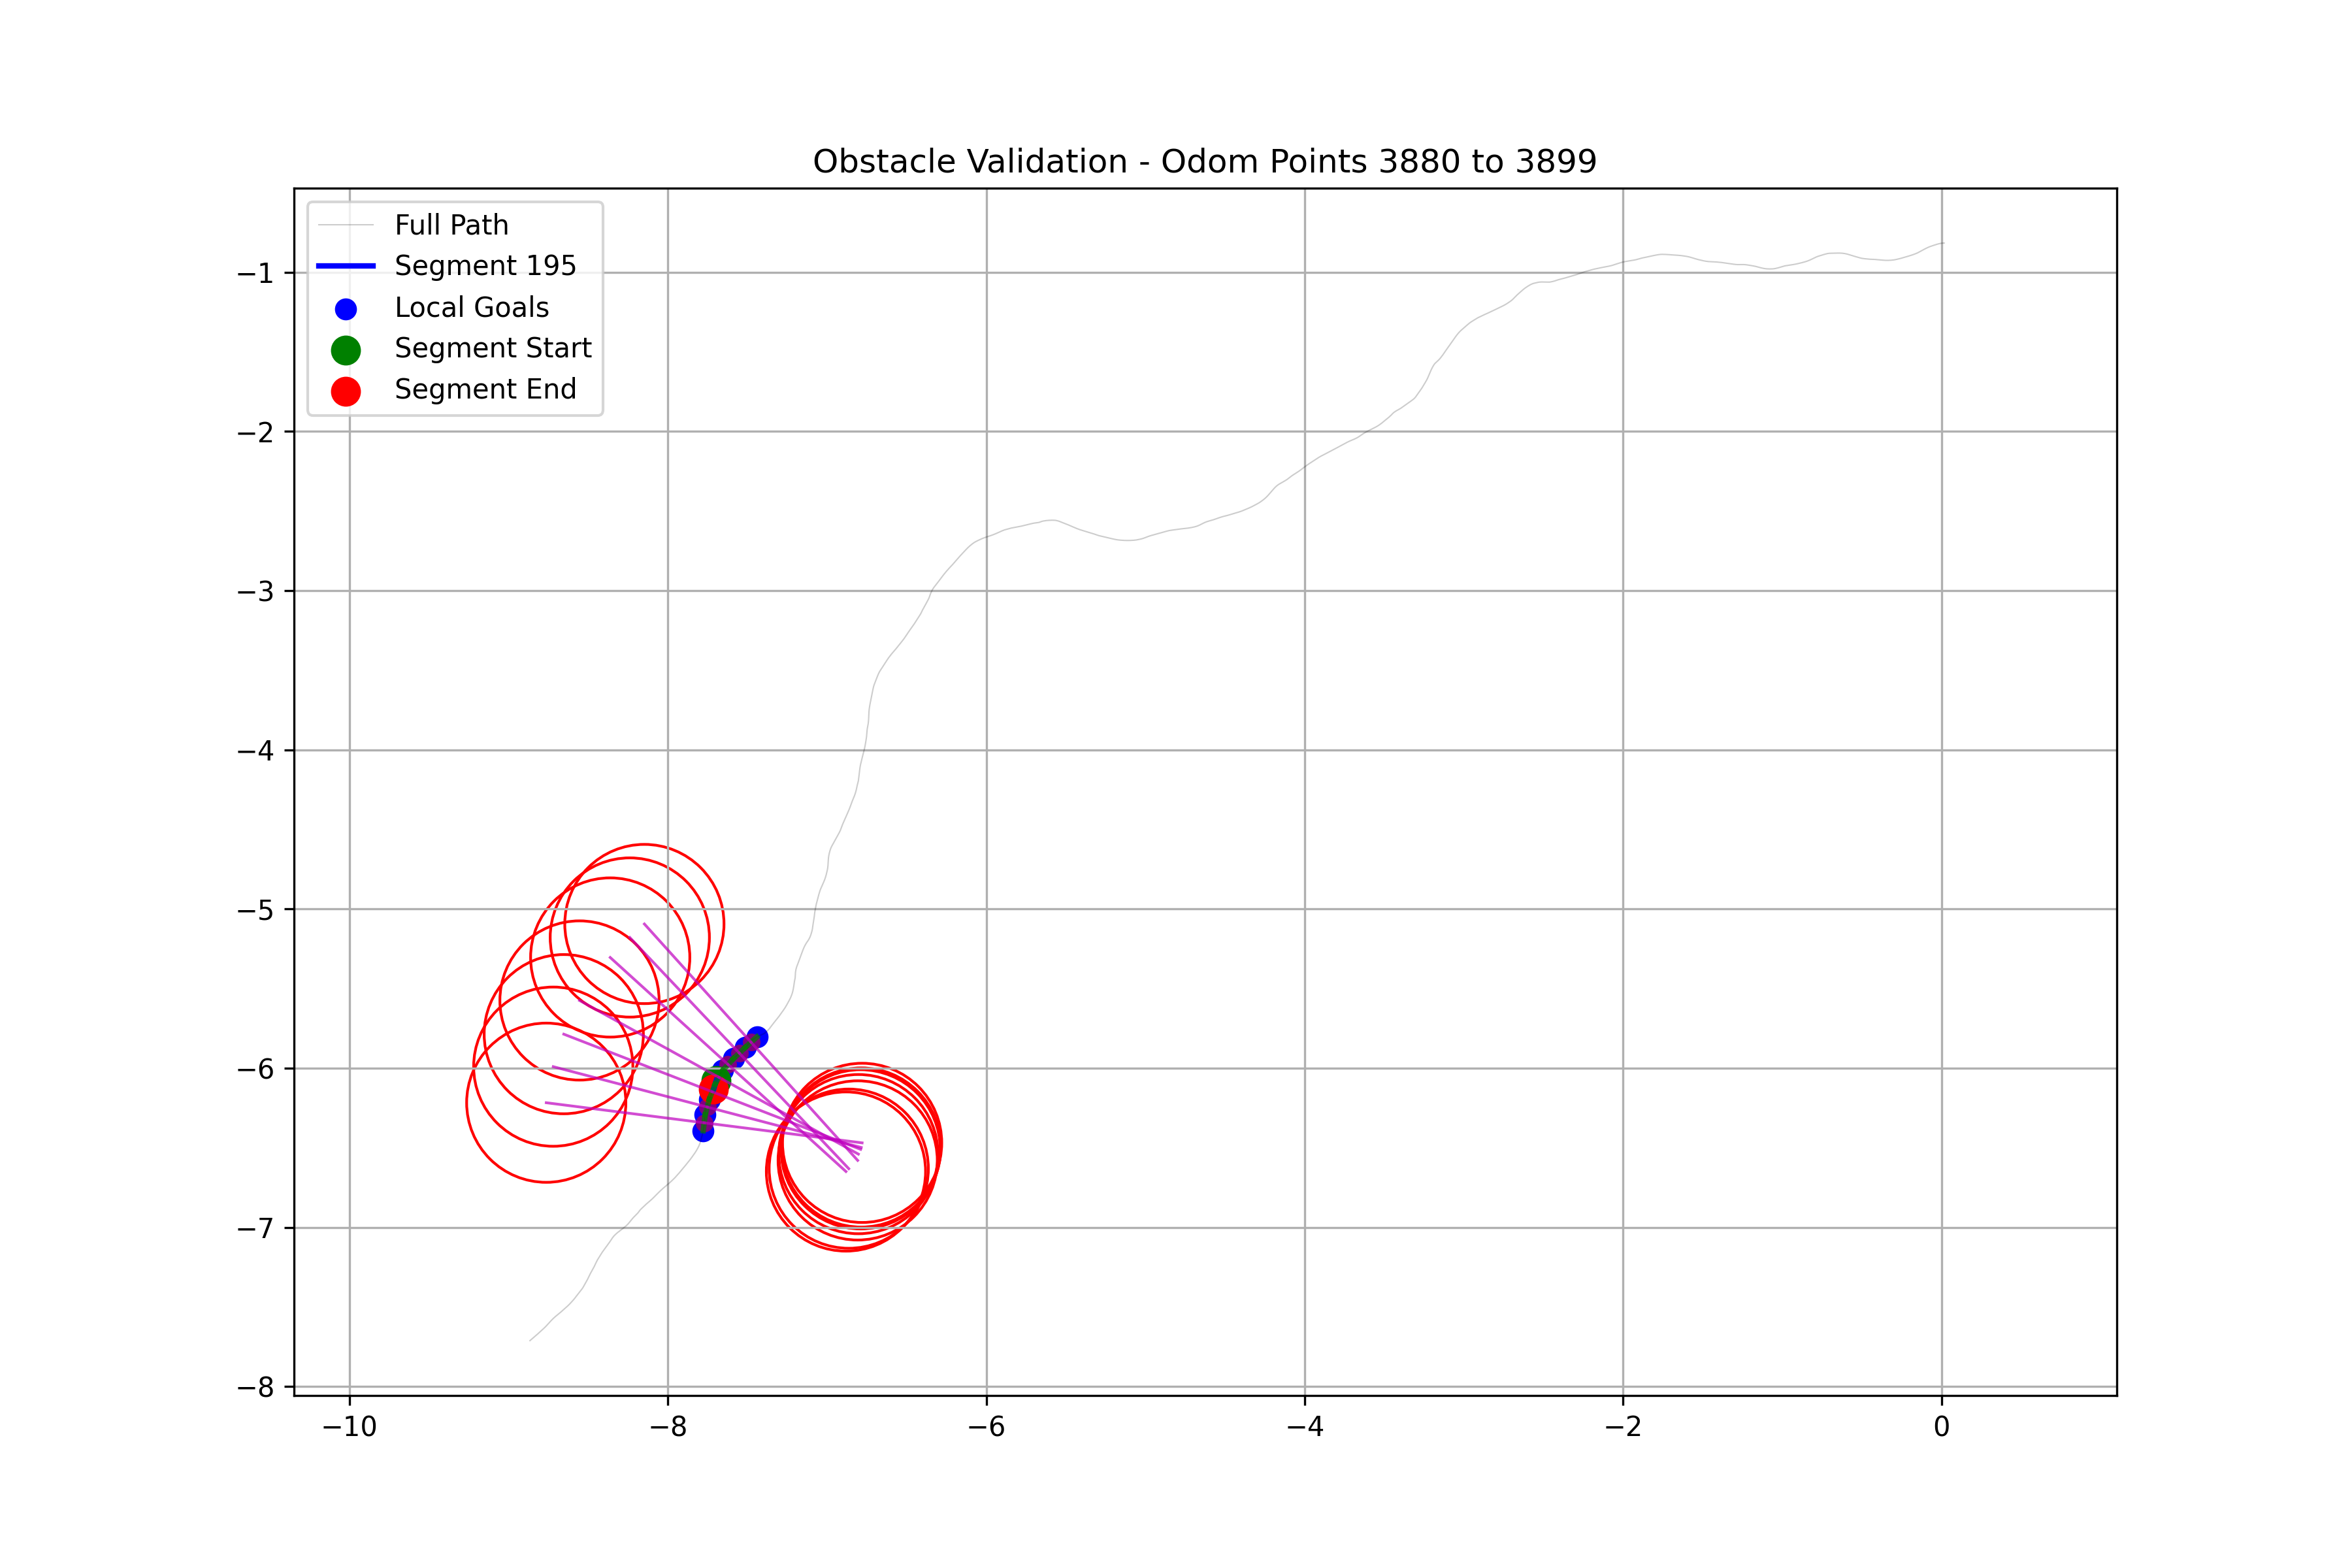 Obstacle Validation - Odom Points 3880 to 3899
Full Path
Segment 195
Local Goals
Segment Start
Segment End
−1
−2
−3
−4
−5
−6
−7
−8
−10
−8
−6
−4
−2
0